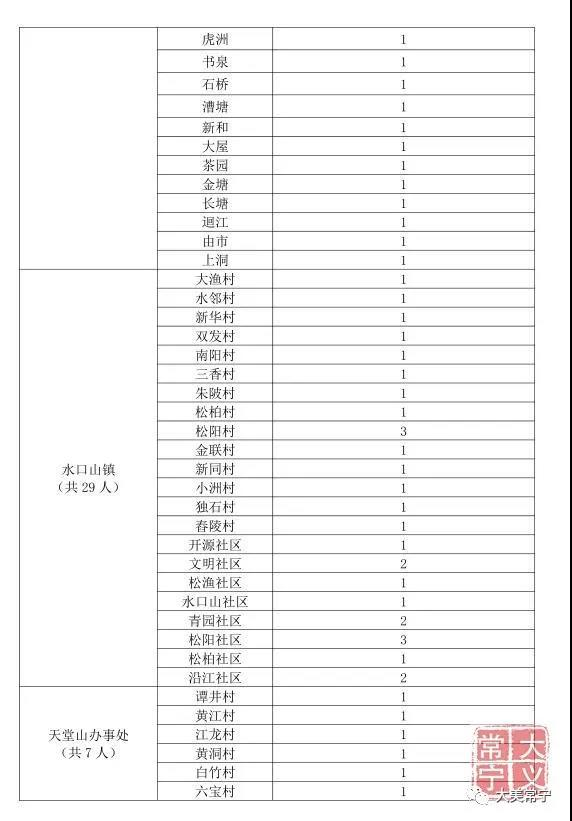 虎洲 1
书泉 1
石桥 1
漕塘 1
新和 1
大屋 1
茶园 1
金塘 1
长塘 1
迴江 1
由市 1
上洞 1
水口山镇
（共 29 人）
大渔村 1
水邻村 1
新华村 1
双发村 1
南阳村 1
三香村 1
朱陂村 1
松柏村 1
松阳村 3
金联村 1
新同村 1
小洲村 1
独石村 1
舂陵村 1
开源社区 1
文明社区 2
松渔社区 1
水口山社区 1
青园社区 2
松阳社区 3
松柏社区 1
沿江社区 2
天堂山办事处
（共 7 人）
谭井村 1
黄江村 1
江龙村 1
黄洞村 1
白竹村 1
六宝村 1
大义
常宁
大美常宁